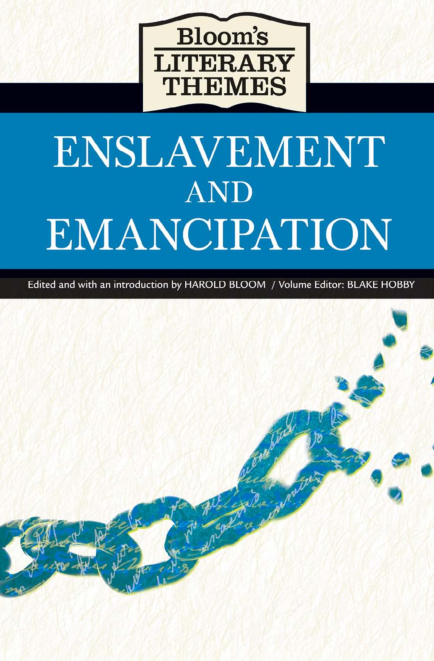 Bloom's
LITERARY
THEMES
ENSLAVEMENT
AND
EMANCIPATION
Edited and with an introduction by HAROLD BLOOM / Volume Editor: BLAKE HOBBY